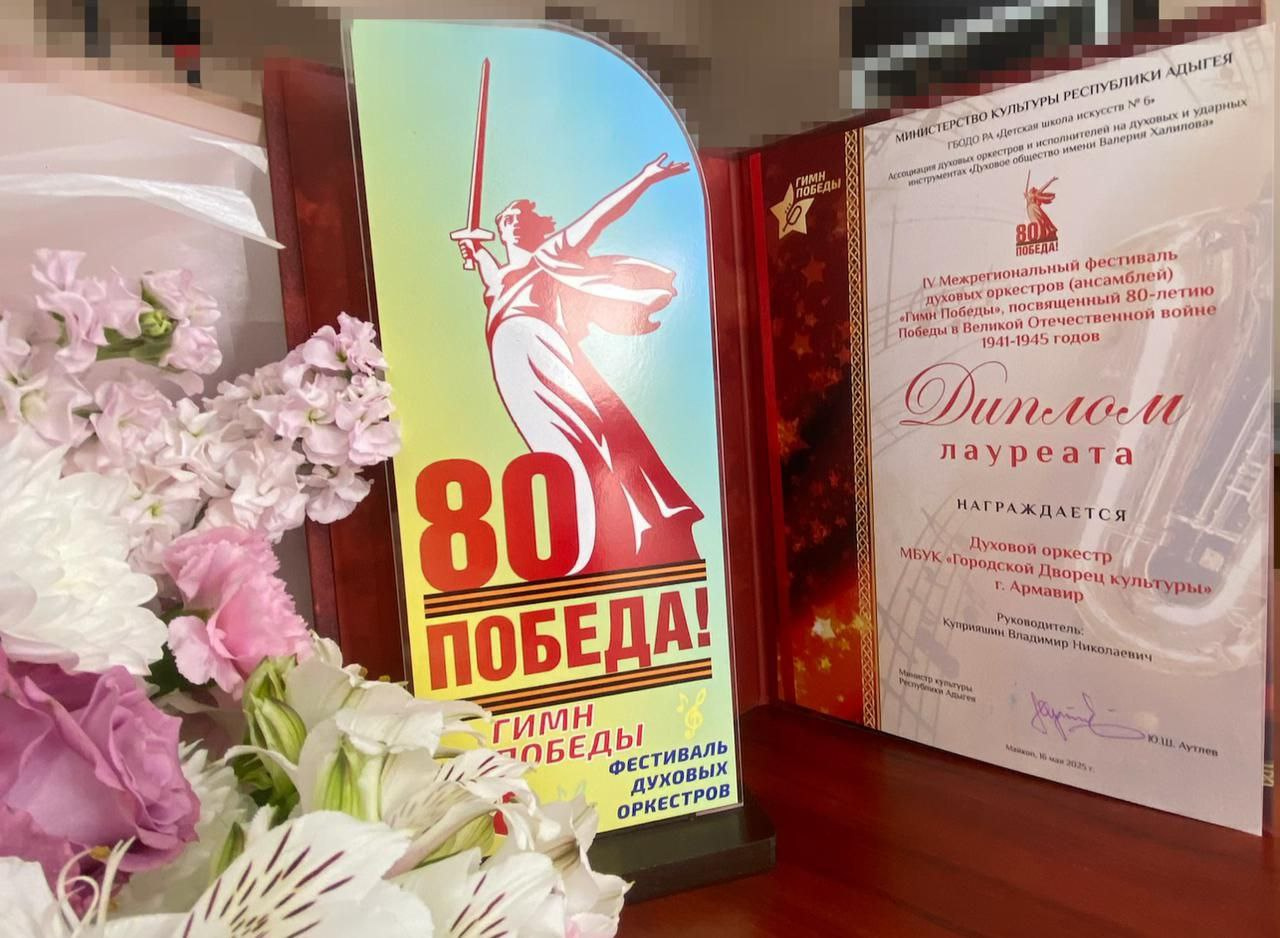 80
ПОБЕДА!
ГИМН
ПОБЕДЫ
ФЕСТИВАЛЬ
ДУХОВЫХ
ОРКЕСТРОВ
ГИМН
ПОБЕДЫ
МИНИСТЕРСТВО КУЛЬТУРЫ РЕСПУБЛИКИ АДЫГЕЯ
ГБОДО РА «Детская школа искусств № 6»
Ассоциация духовых оркестров и исполнителей на духовых и ударных
инструментах «Духовое общество имени Валерия Халилова»
80
ПОБЕДА!
IV Межрегиональный фестиваль
духовых оркестров (ансамблей)
«Гимн Победы», посвященный 80-летию
Победы в Великой Отечественной войне
1941-1945 годов
Диплом
лауреата
НАГРАЖДАЕТСЯ
Духовой оркестр
МБУК «Городской Дворец культуры»
г. Армавир
Руководитель:
Куприяшин Владимир Николаевич
Министр культуры
Республики Адыгея
Ю.Ш. Аутлев
Майкоп, 16 мая 2025 г.